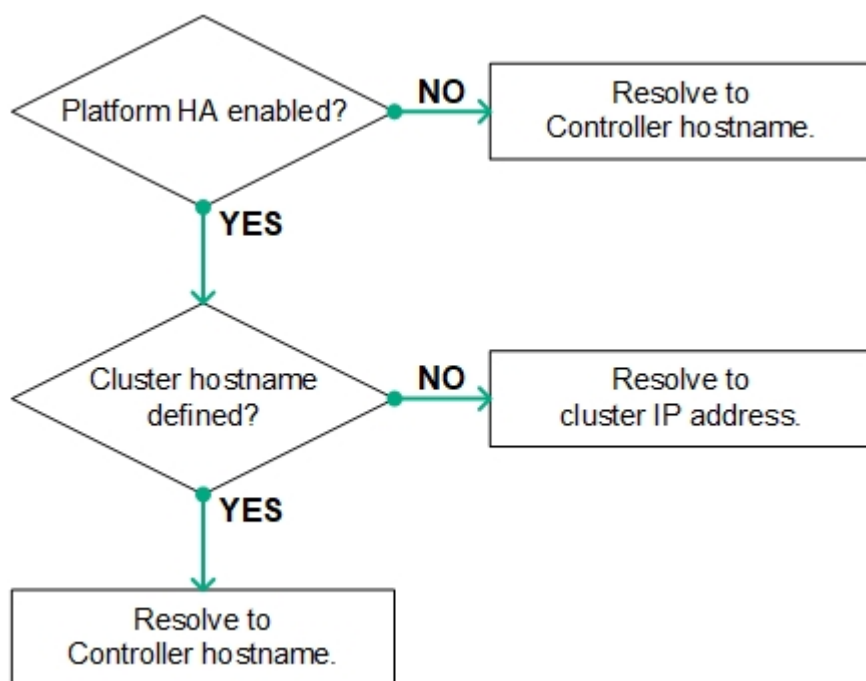 Platform HA enabled?
NO
Resolve to
Controller hostname.
YES
Cluster hostname
defined?
NO
Resolve to
cluster IP address.
YES
Resolve to
Controller hostname.